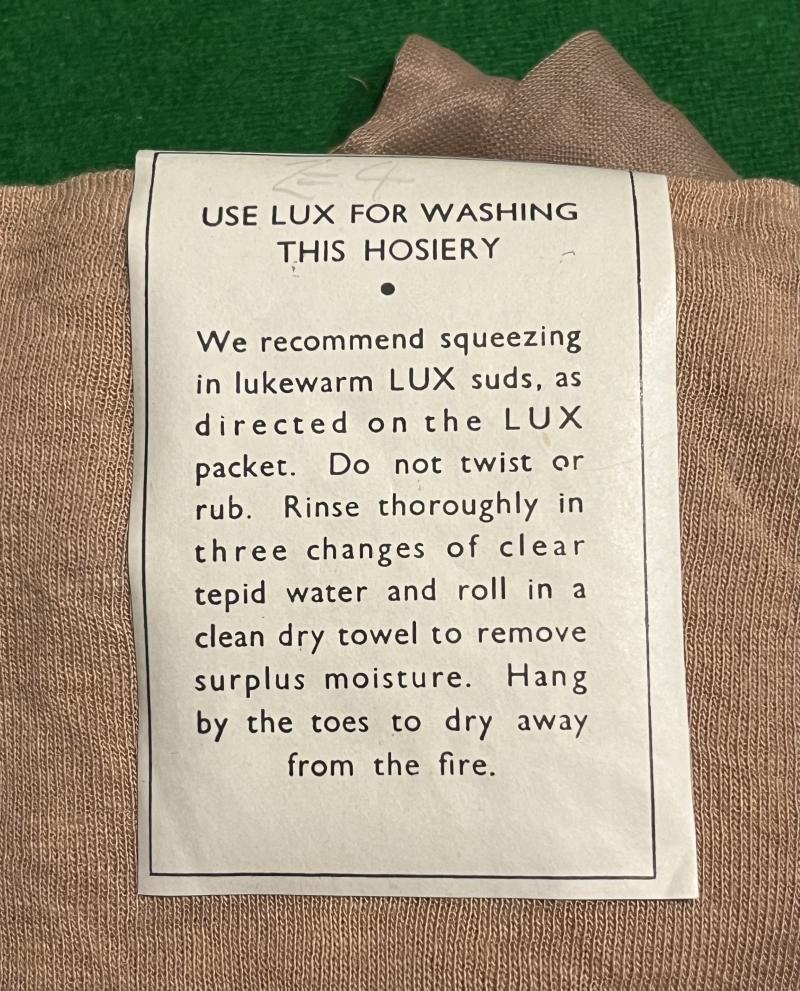 USE LUX FOR WASHING
THIS HOSIERY
We recommend squeezing
in lukewarm LUX suds, as
directed on the LUX
packet. Do not twist or
rub. Rinse thoroughly in
three changes of clear
tepid water and roll in a
clean dry towel to remove
surplus moisture. Hang
by the toes to dry away
from the fire.